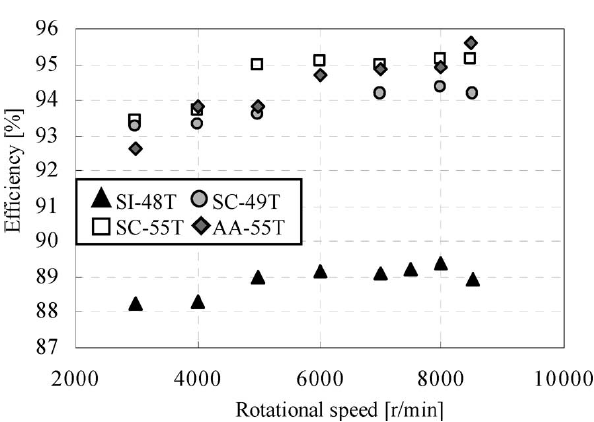 96
95
94
93
92
91
90
89
88
87
Efficiency [%]
SI-48T SC-49T
SC-55T AA-55T
2000 4000 6000 8000 10000
Rotational speed [r/min]